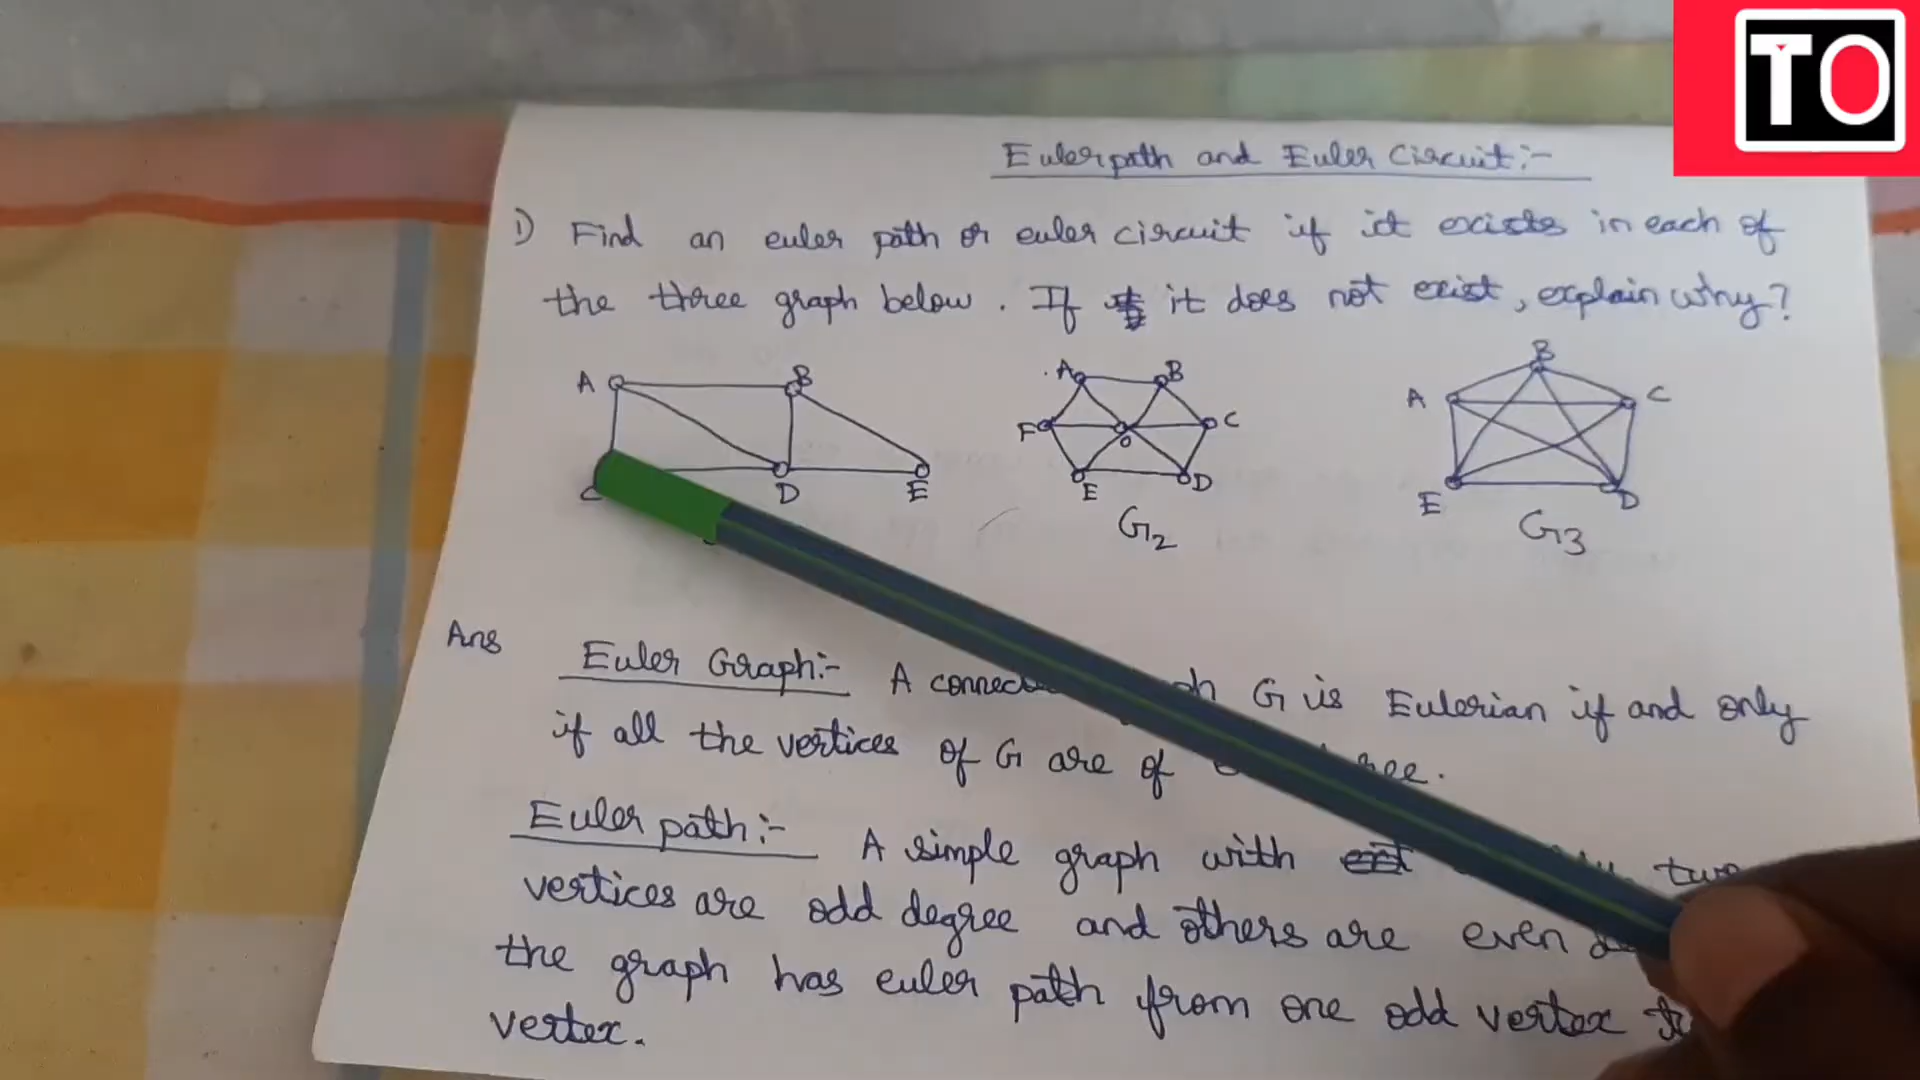 TO
Euler path and Euler Circuit:-
1) Find an euler path or euler circuit if it exists in each of
the three graph below. If it does not exist, explain why?
A B D E
A B C D E F O
G2
A B C D E
G3
Ans
Euler Graph:- A G is Eulerian if and only
if all the vertices of G are of
Euler path:- A simple graph with two
vertices are odd degree and others are even
the graph has euler path from one odd vertex
vertex.